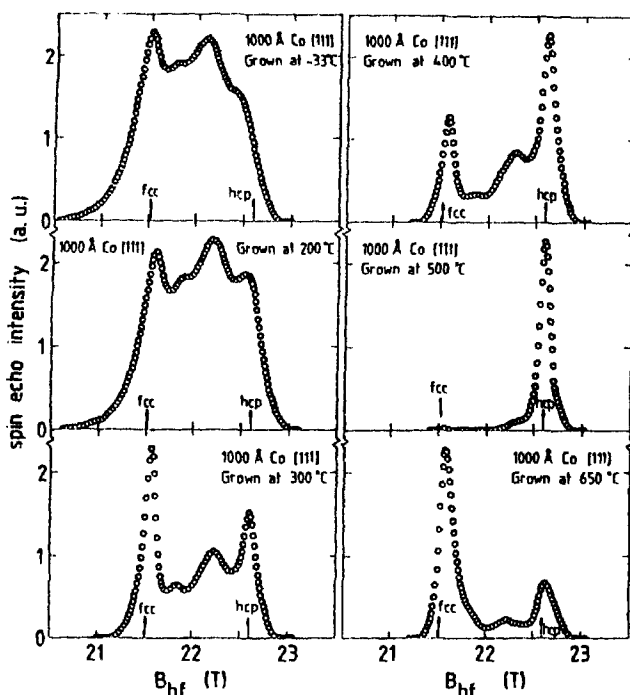 spin echo intensity (a. u.)
2
1
0
1000 Å Co (111)
Grown at -33°C
fcc
hcp
1000 Å Co (111)
Grown at 400 °C
fcc
hcp
2
1
0
1000 Å Co (111)
Grown at 200°C
fcc
hcp
1000 Å Co (111)
Grown at 500 °C
fcc
hcp
2
1
0
1000 Å Co (111)
Grown at 300 °C
fcc
hcp
1000 Å Co (111)
Grown at 650 °C
fcc
hcp
21 22 23
21 22 23
Bhf (T)
Bhf (T)